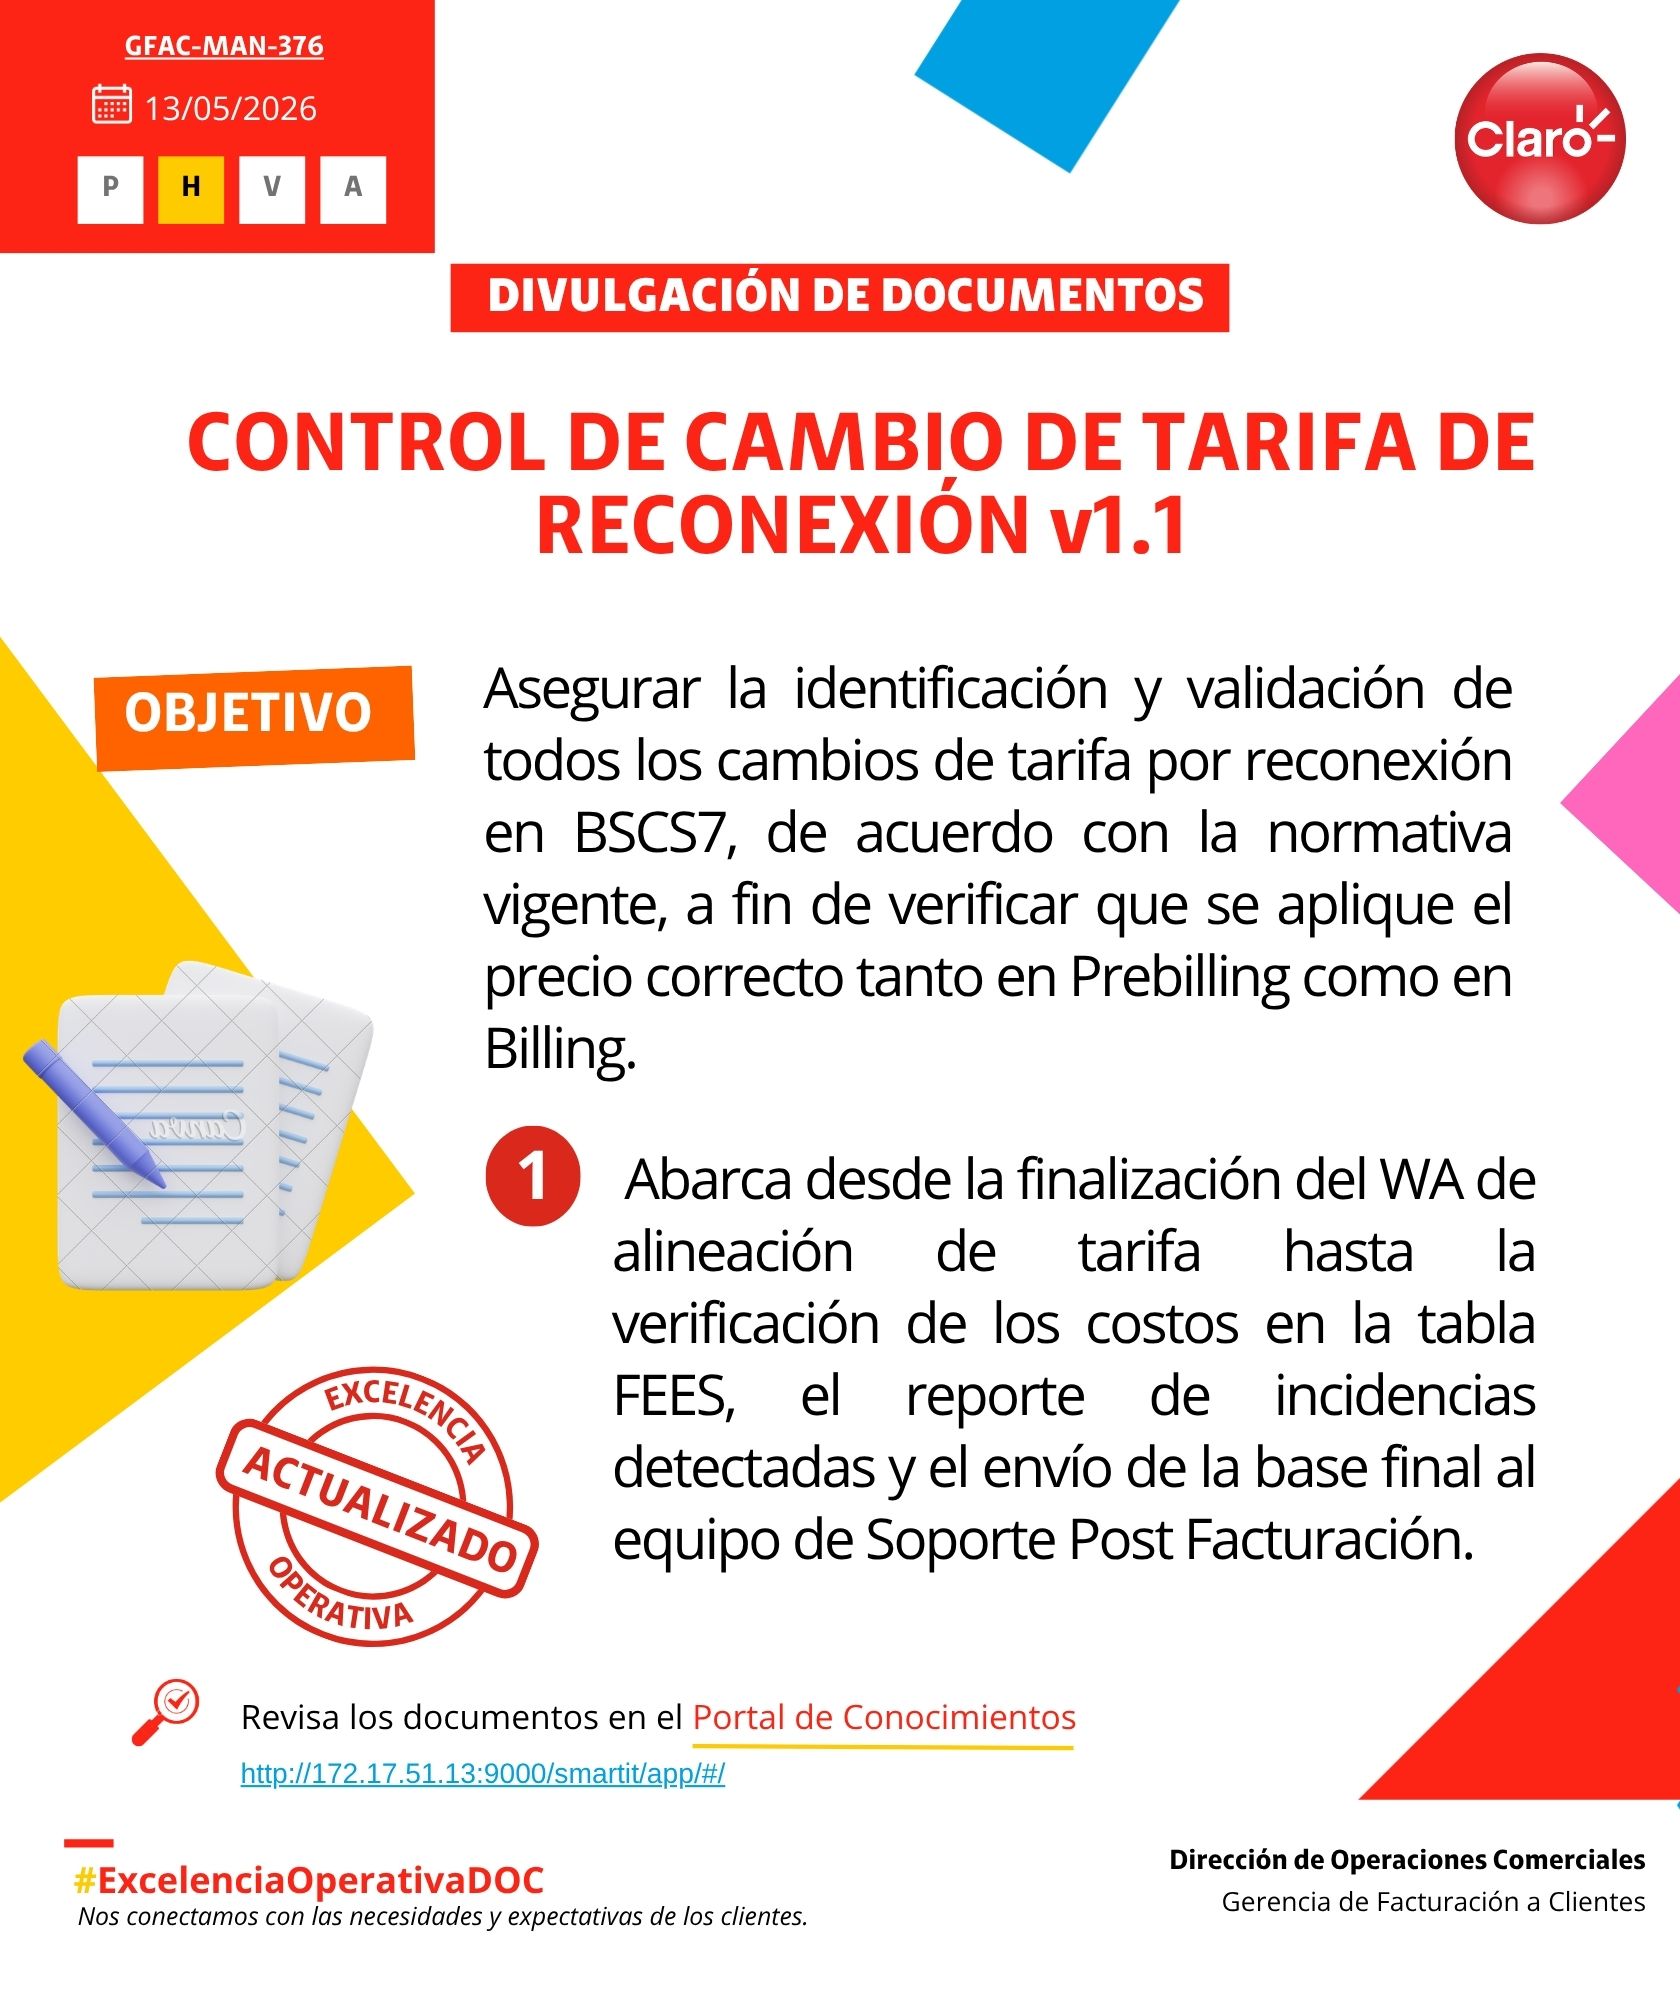 GFAC-MAN-376
13/05/2026
P H V A
Claro
DIVULGACIÓN DE DOCUMENTOS
CONTROL DE CAMBIO DE TARIFA DE
RECONEXIÓN v1.1
OBJETIVO
Asegurar la identificación y validación de
todos los cambios de tarifa por reconexión
en BSCS7, de acuerdo con la normativa
vigente, a fin de verificar que se aplique el
precio correcto tanto en Prebilling como en
Billing.
Canva
1
Abarca desde la finalización del WA de
alineación de tarifa hasta la
verificación de los costos en la tabla
FEES, el reporte de incidencias
detectadas y el envío de la base final al
equipo de Soporte Post Facturación.
EXCELENCIA
ACTUALIZADO
OPERATIVA
Revisa los documentos en el Portal de Conocimientos
http://172.17.51.13:9000/smartit/app/#/
#ExcelenciaOperativaDOC
Nos conectamos con las necesidades y expectativas de los clientes.
Dirección de Operaciones Comerciales
Gerencia de Facturación a Clientes